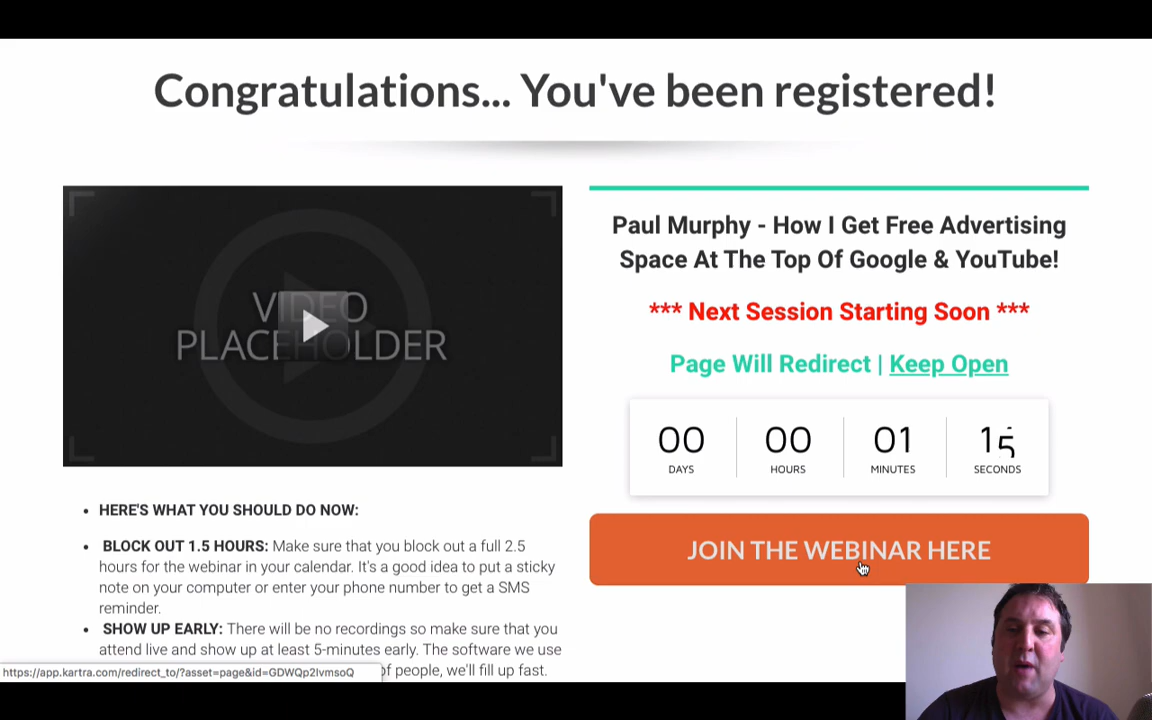 Congratulations... You've been registered!
VIDEO
PLACEHOLDER
HERE'S WHAT YOU SHOULD DO NOW:
BLOCK OUT 1.5 HOURS: Make sure that you block out a full 2.5
hours for the webinar in your calendar. It's a good idea to put a sticky
note on your computer or enter your phone number to get a SMS
reminder.
SHOW UP EARLY: There will be no recordings so make sure that you
attend live and show up at least 5-minutes early. The software we use
of people, we'll fill up fast.
https://app.kartra.com/redirect_to/?asset=page&id=GDWQp2lvmsoQ
Paul Murphy - How I Get Free Advertising
Space At The Top Of Google & YouTube!
*** Next Session Starting Soon ***
Page Will Redirect | Keep Open
00 00 01 15
DAYS HOURS MINUTES SECONDS
JOIN THE WEBINAR HERE